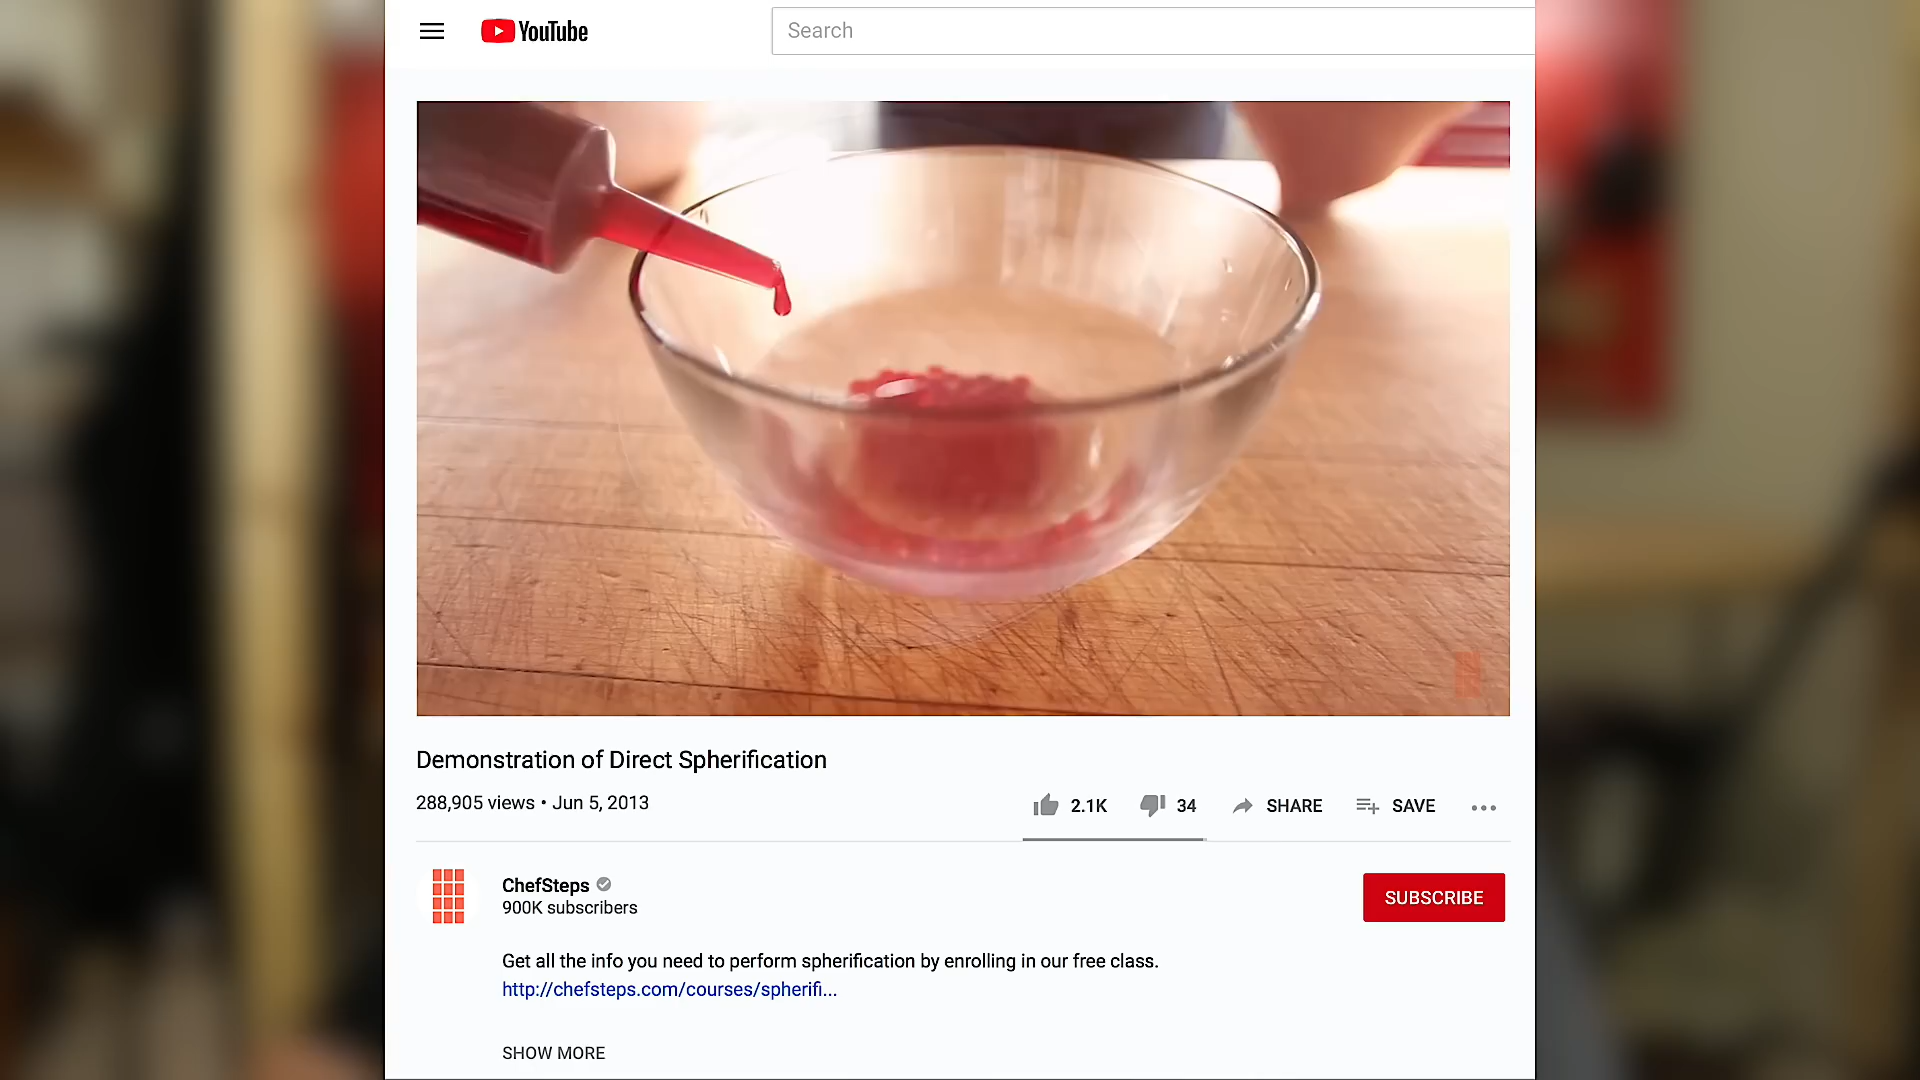 YouTube
Search
Demonstration of Direct Spherification
288,905 views • Jun 5, 2013
2.1K
34
SHARE
SAVE
ChefSteps
900K subscribers
SUBSCRIBE
Get all the info you need to perform spherification by enrolling in our free class.
http://chefsteps.com/courses/spherifi...
SHOW MORE